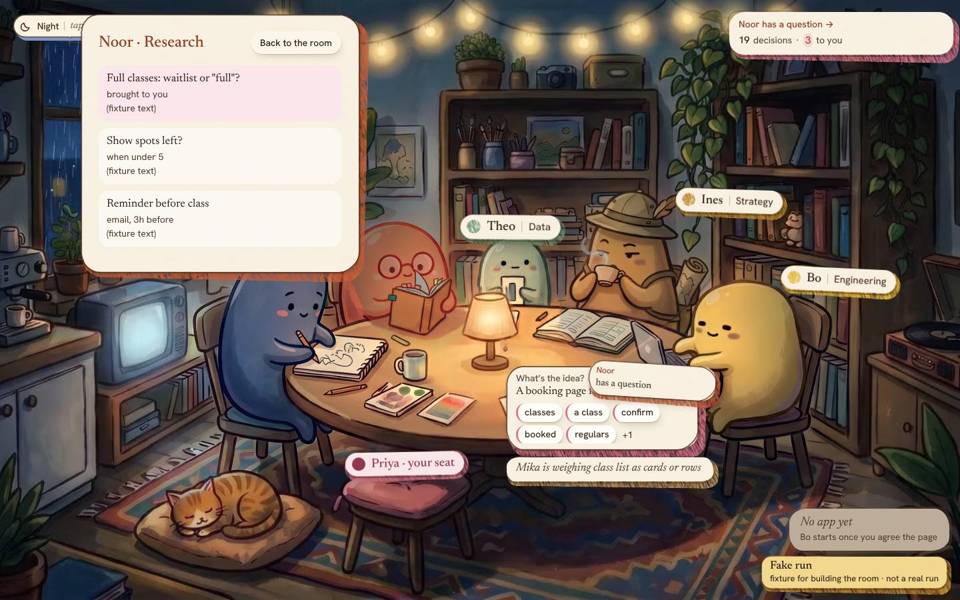 Night
Noor · Research
Back to the room
Full classes: waitlist or "full"?
brought to you
(fixture text)
Show spots left?
when under 5
(fixture text)
Reminder before class
email, 3h before
(fixture text)
Noor has a question →
19 decisions · 3 to you
Ines | Strategy
Theo | Data
Bo | Engineering
What's the idea?
A booking page
Noor
has a question
classes
a class
confirm
booked
regulars
+1
Mika is weighing class list as cards or rows
Priya · your seat
No app yet
Bo starts once you agree the page
Fake run
fixture for building the room · not a real run